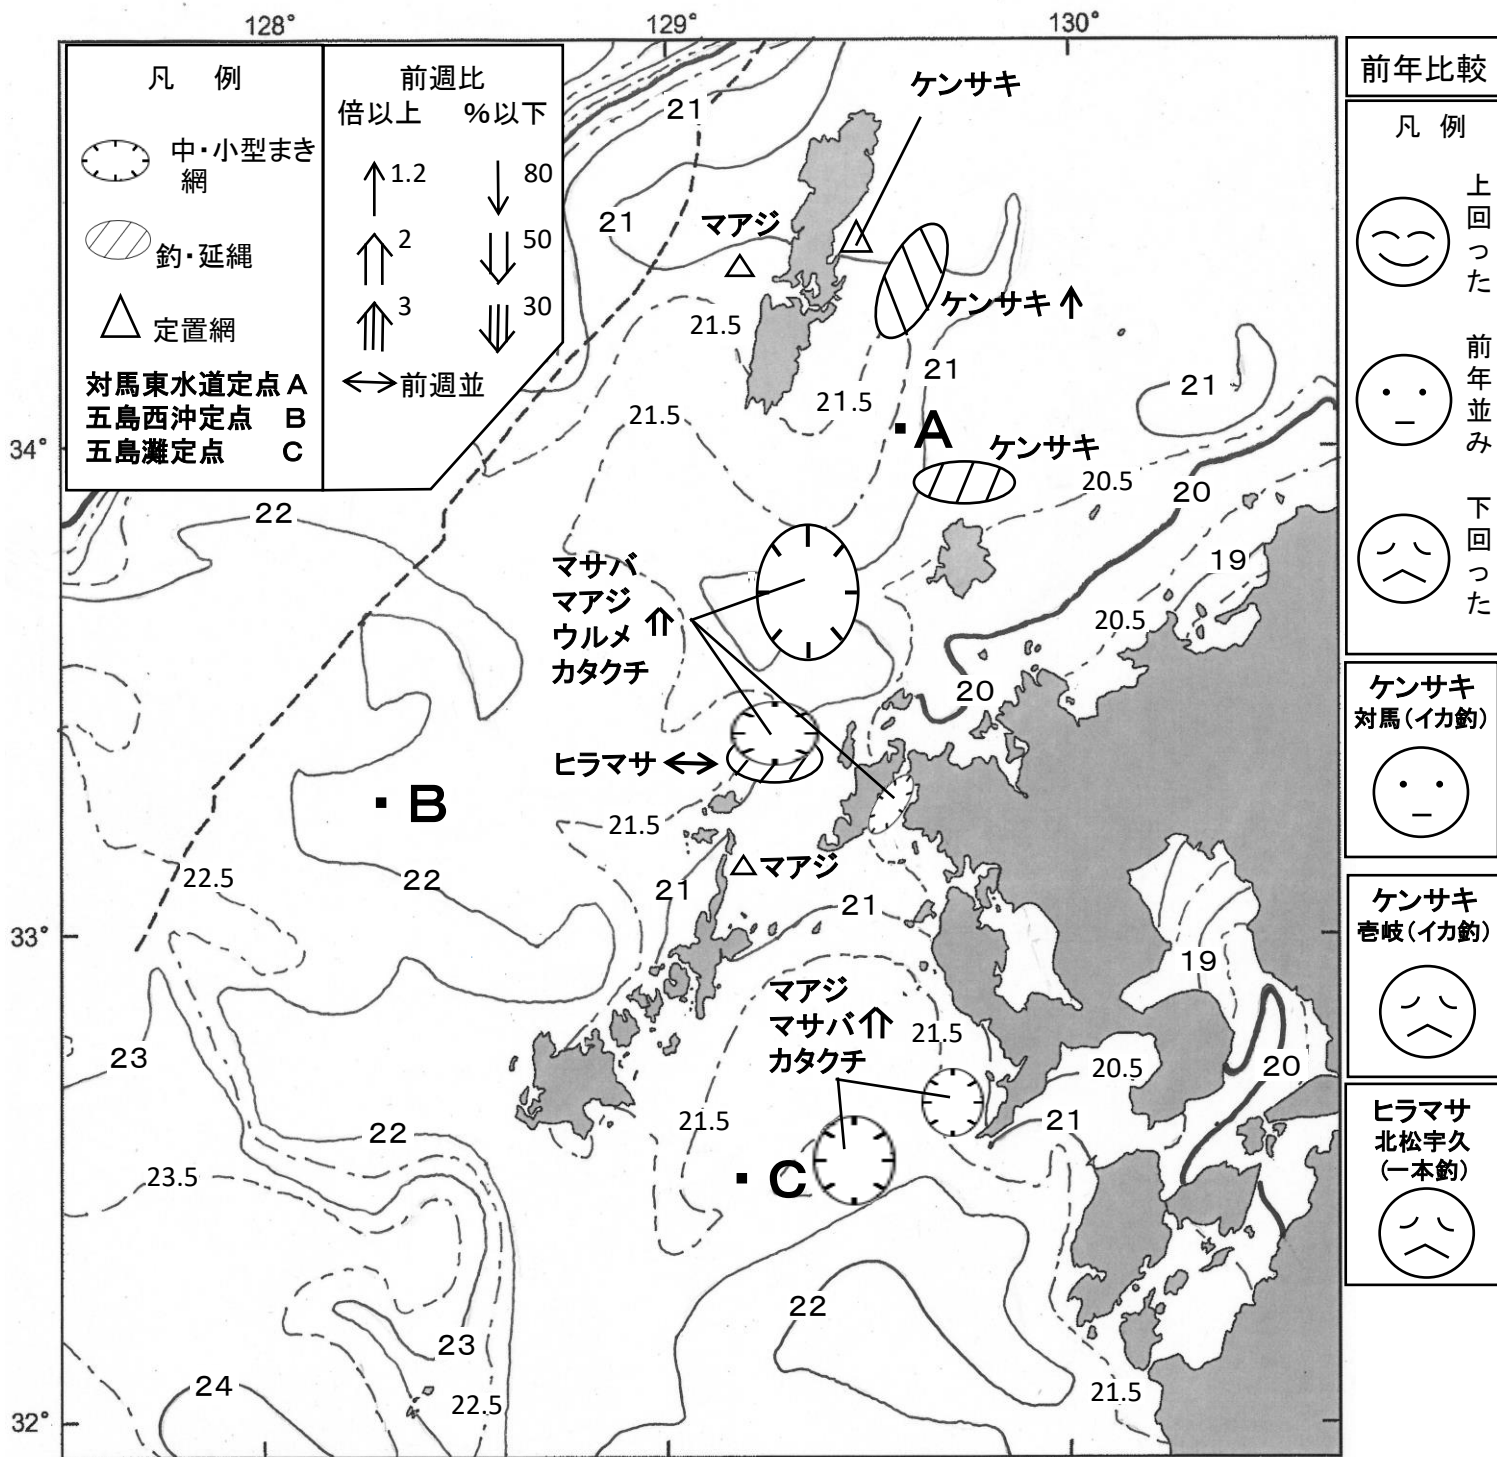 128°
129°
130°
34°
33°
32°
凡 例
中・小型まき
網
釣・延縄
定置網
対馬東水道定点 A
五島西沖定点 B
五島灘定点 C
前週比
倍以上 %以下
1.2 80
2 50
3 30
前週並
ケンサキ
マアジ
ケンサキ
ケンサキ
マサバ
マアジ
ウルメ
カタクチ
ヒラマサ
マアジ
マアジ
マサバ
カタクチ
A
B
C
21
21
21.5
21.5
21.5
21
21
20.5
20
19
20.5
20
22
21.5
22.5
22
21
21
19
23
21.5
20.5
20
22
21.5
21
23.5
22
23
24
22.5
21.5
前年比較
凡 例
上回った
前年並み
下回った
ケンサキ
対馬(イカ釣)
ケンサキ
壱岐(イカ釣)
ヒラマサ
北松宇久
(一本釣)